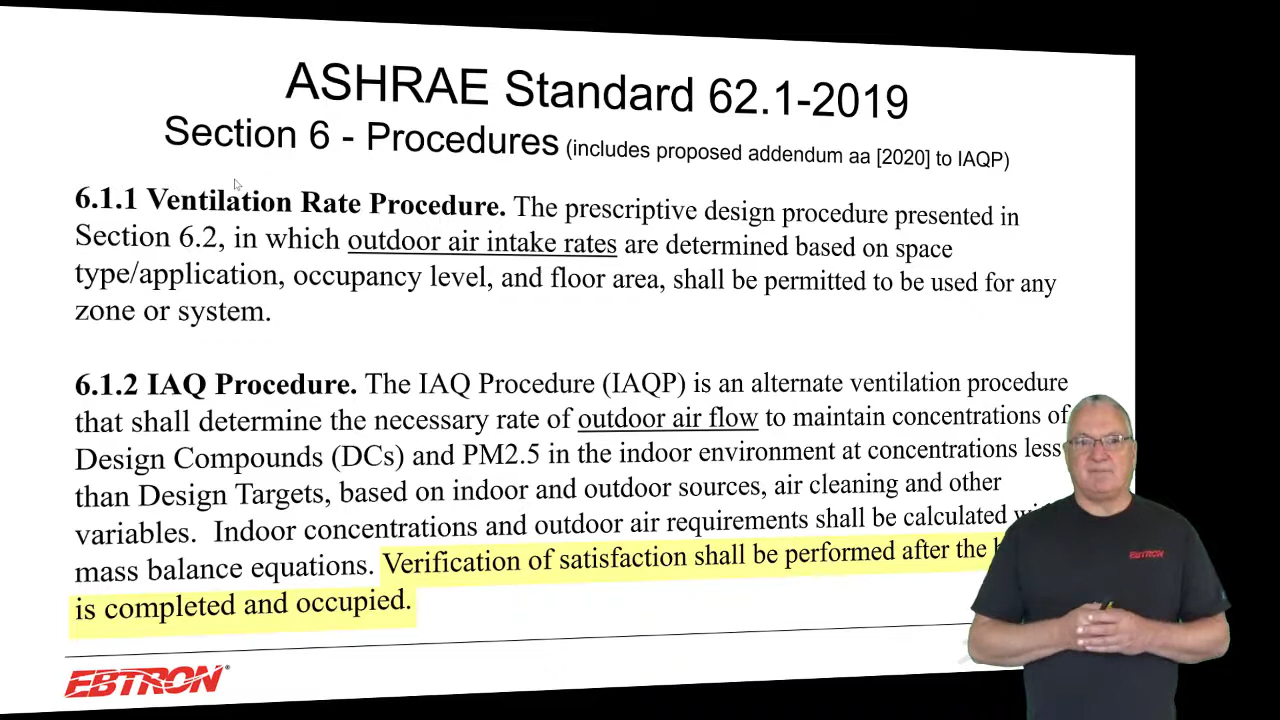 ASHRAE Standard 62.1-2019
Section 6 - Procedures (includes proposed addendum aa [2020] to IAQP)
6.1.1 Ventilation Rate Procedure. The prescriptive design procedure presented in
Section 6.2, in which outdoor air intake rates are determined based on space
type/application, occupancy level, and floor area, shall be permitted to be used for any
zone or system.
6.1.2 IAQ Procedure. The IAQ Procedure (IAQP) is an alternate ventilation procedure
that shall determine the necessary rate of outdoor air flow to maintain concentrations of
Design Compounds (DCs) and PM2.5 in the indoor environment at concentrations less
than Design Targets, based on indoor and outdoor sources, air cleaning and other
variables. Indoor concentrations and outdoor air requirements shall be calculated
mass balance equations. Verification of satisfaction shall be performed after the
is completed and occupied.
EBTRON
EBTRON®